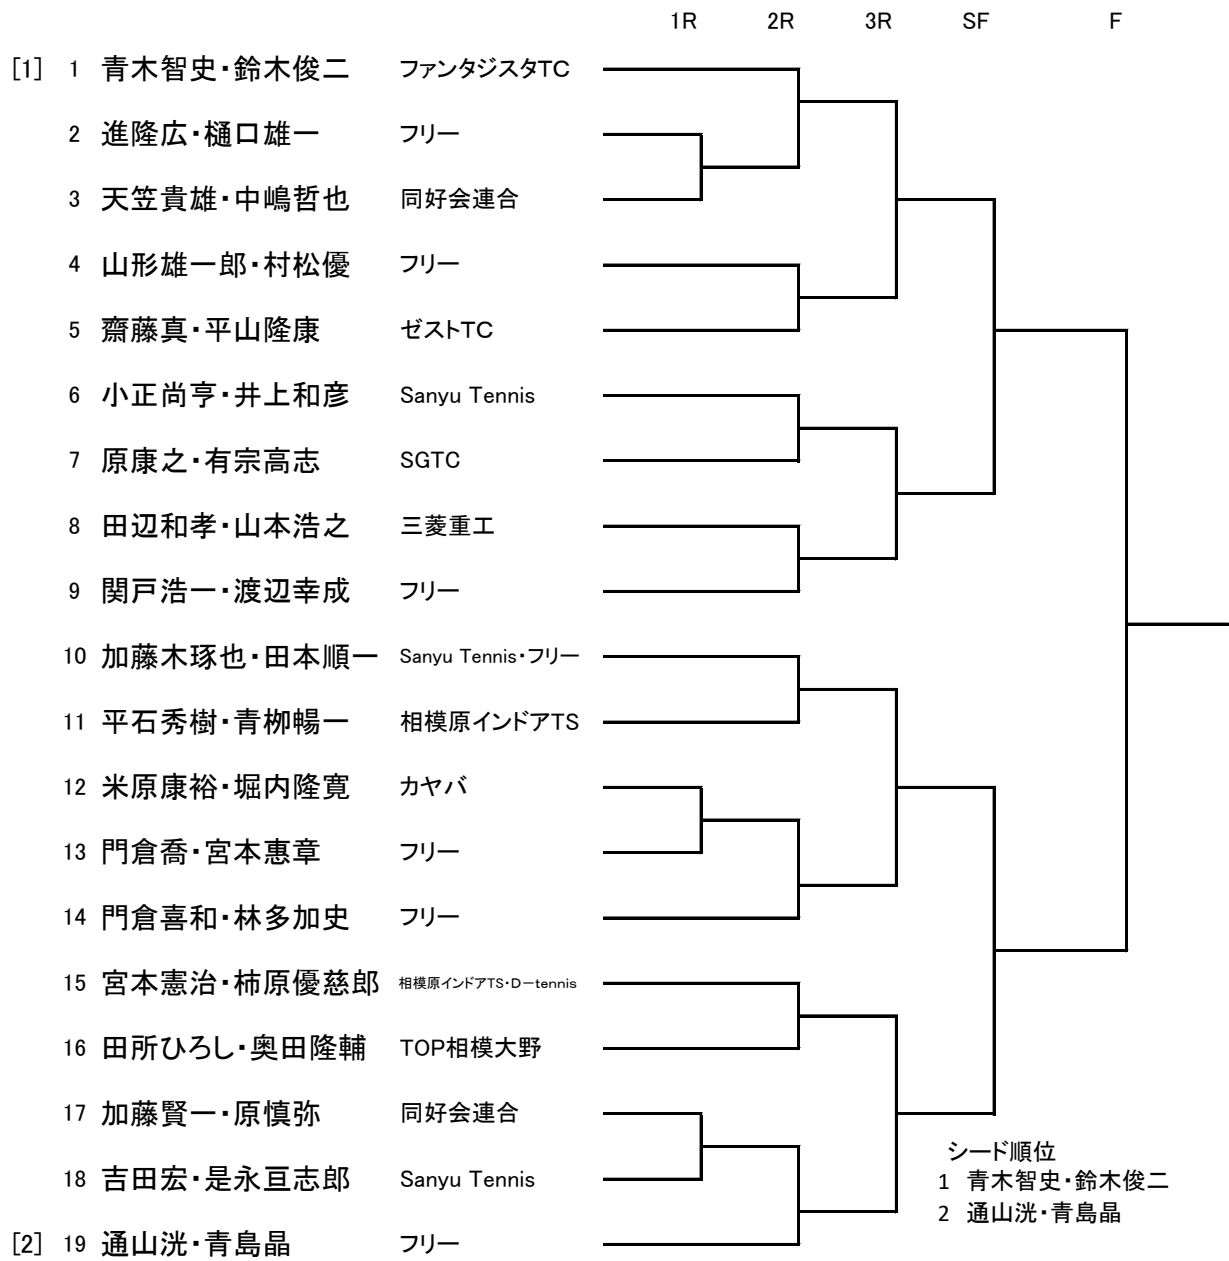 1R 2R 3R SF F
[1] 1 青木智史・鈴木俊二 ファンタジスタTC
2 進隆広・樋口雄一 フリー
3 天笠貴雄・中嶋哲也 同好会連合
4 山形雄一郎・村松優 フリー
5 齋藤真・平山隆康 ゼストTC
6 小正尚亨・井上和彦 Sanyu Tennis
7 原康之・有宗高志 SGTC
8 田辺和孝・山本浩之 三菱重工
9 関戸浩一・渡辺幸成 フリー
10 加藤木琢也・田本順一 Sanyu Tennis・フリー
11 平石秀樹・青栁暢一 相模原インドアTS
12 米原康裕・堀内隆寛 カヤバ
13 門倉喬・宮本惠章 フリー
14 門倉喜和・林多加史 フリー
15 宮本憲治・柿原優慈郎 相模原インドアTS・D－tennis
16 田所ひろし・奥田隆輔 TOP相模大野
17 加藤賢一・原慎弥 同好会連合
18 吉田宏・是永亘志郎 Sanyu Tennis
[2] 19 通山洸・青島晶 フリー
シード順位
1 青木智史・鈴木俊二
2 通山洸・青島晶